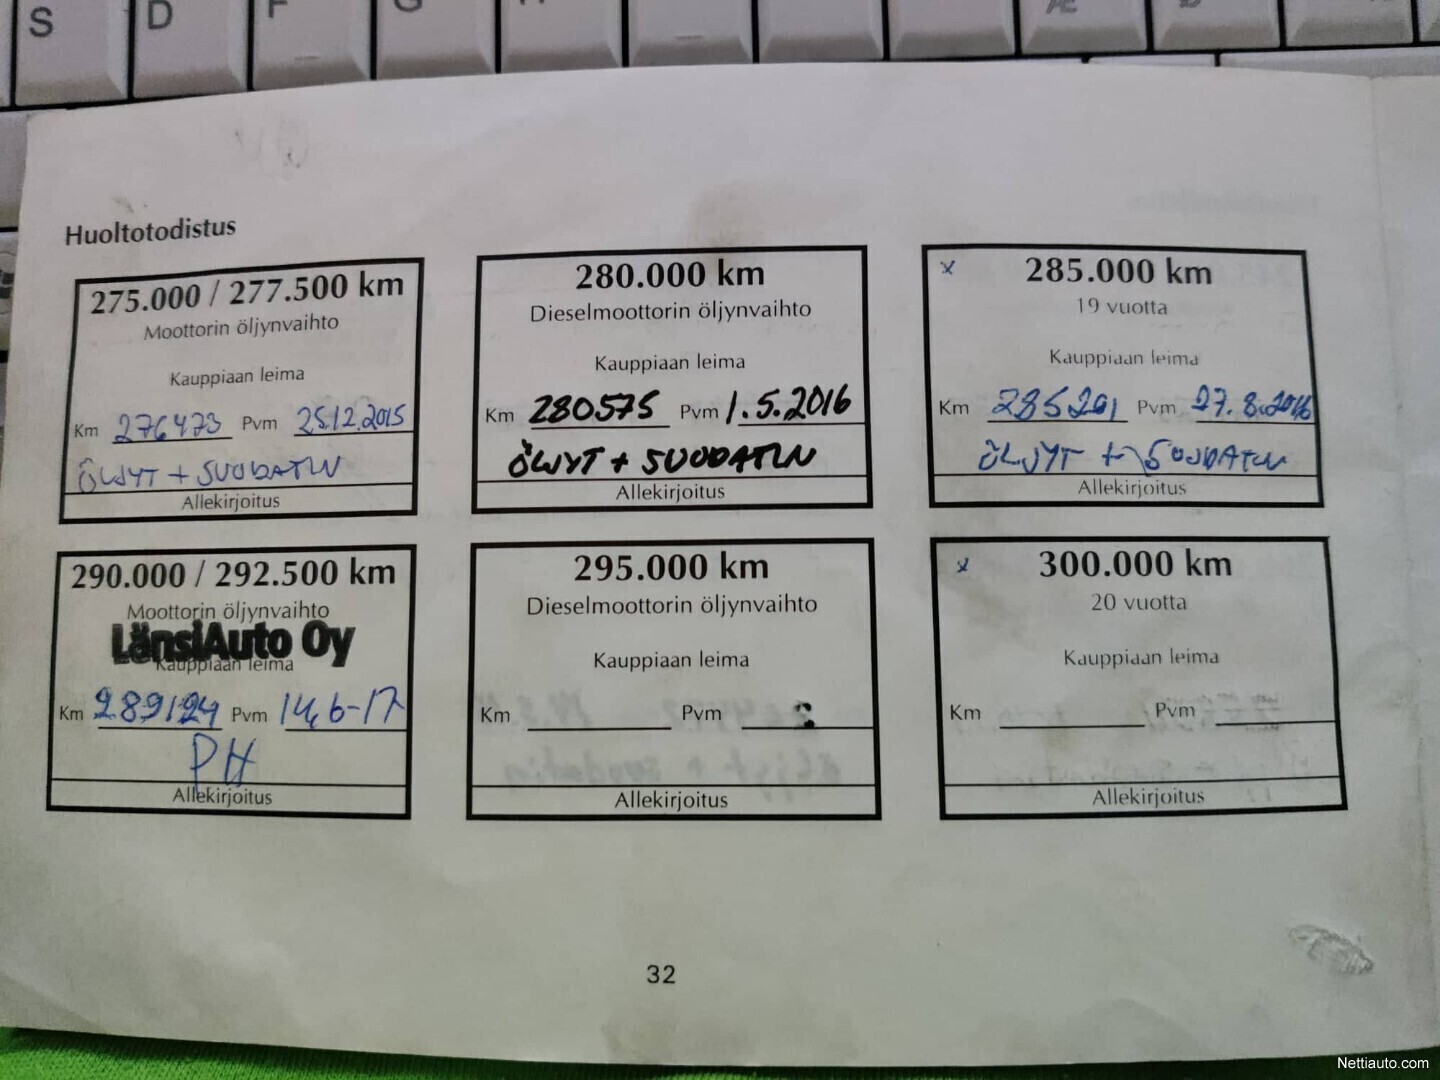 S D F G H
Huoltotodistus
275.000 / 277.500 km
Moottorin öljynvaihto
Kauppiaan leima
Km 276473 Pvm 25.12.2015
ÖLJYT + SUODATIN
Allekirjoitus
280.000 km
Dieselmoottorin öljynvaihto
Kauppiaan leima
Km 280575 Pvm 1.5.2016
ÖLJYT + SUODATIN
Allekirjoitus
x 285.000 km
19 vuotta
Kauppiaan leima
Km 285201 Pvm 27.8.2016
ÖLJYT + SUODATIN
Allekirjoitus
290.000 / 292.500 km
Moottorin öljynvaihto
LänsiAuto Oy
Kauppiaan leima
Km 289124 Pvm 14,6-17
PH
Allekirjoitus
295.000 km
Dieselmoottorin öljynvaihto
Kauppiaan leima
Km Pvm
Allekirjoitus
x 300.000 km
20 vuotta
Kauppiaan leima
Km Pvm
Allekirjoitus
32
Nettiauto.com